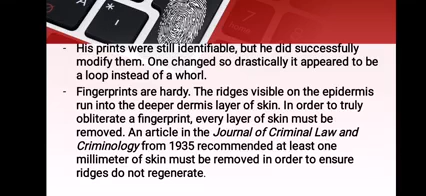 - His prints were still identifiable, but he did successfully
modify them. One changed so drastically it appeared to be
a loop instead of a whorl.
- Fingerprints are hardy. The ridges visible on the epidermis
run into the deeper dermis layer of skin. In order to truly
obliterate a fingerprint, every layer of skin must be
removed. An article in the Journal of Criminal Law and
Criminology from 1935 recommended at least one
millimeter of skin must be removed in order to ensure
ridges do not regenerate.